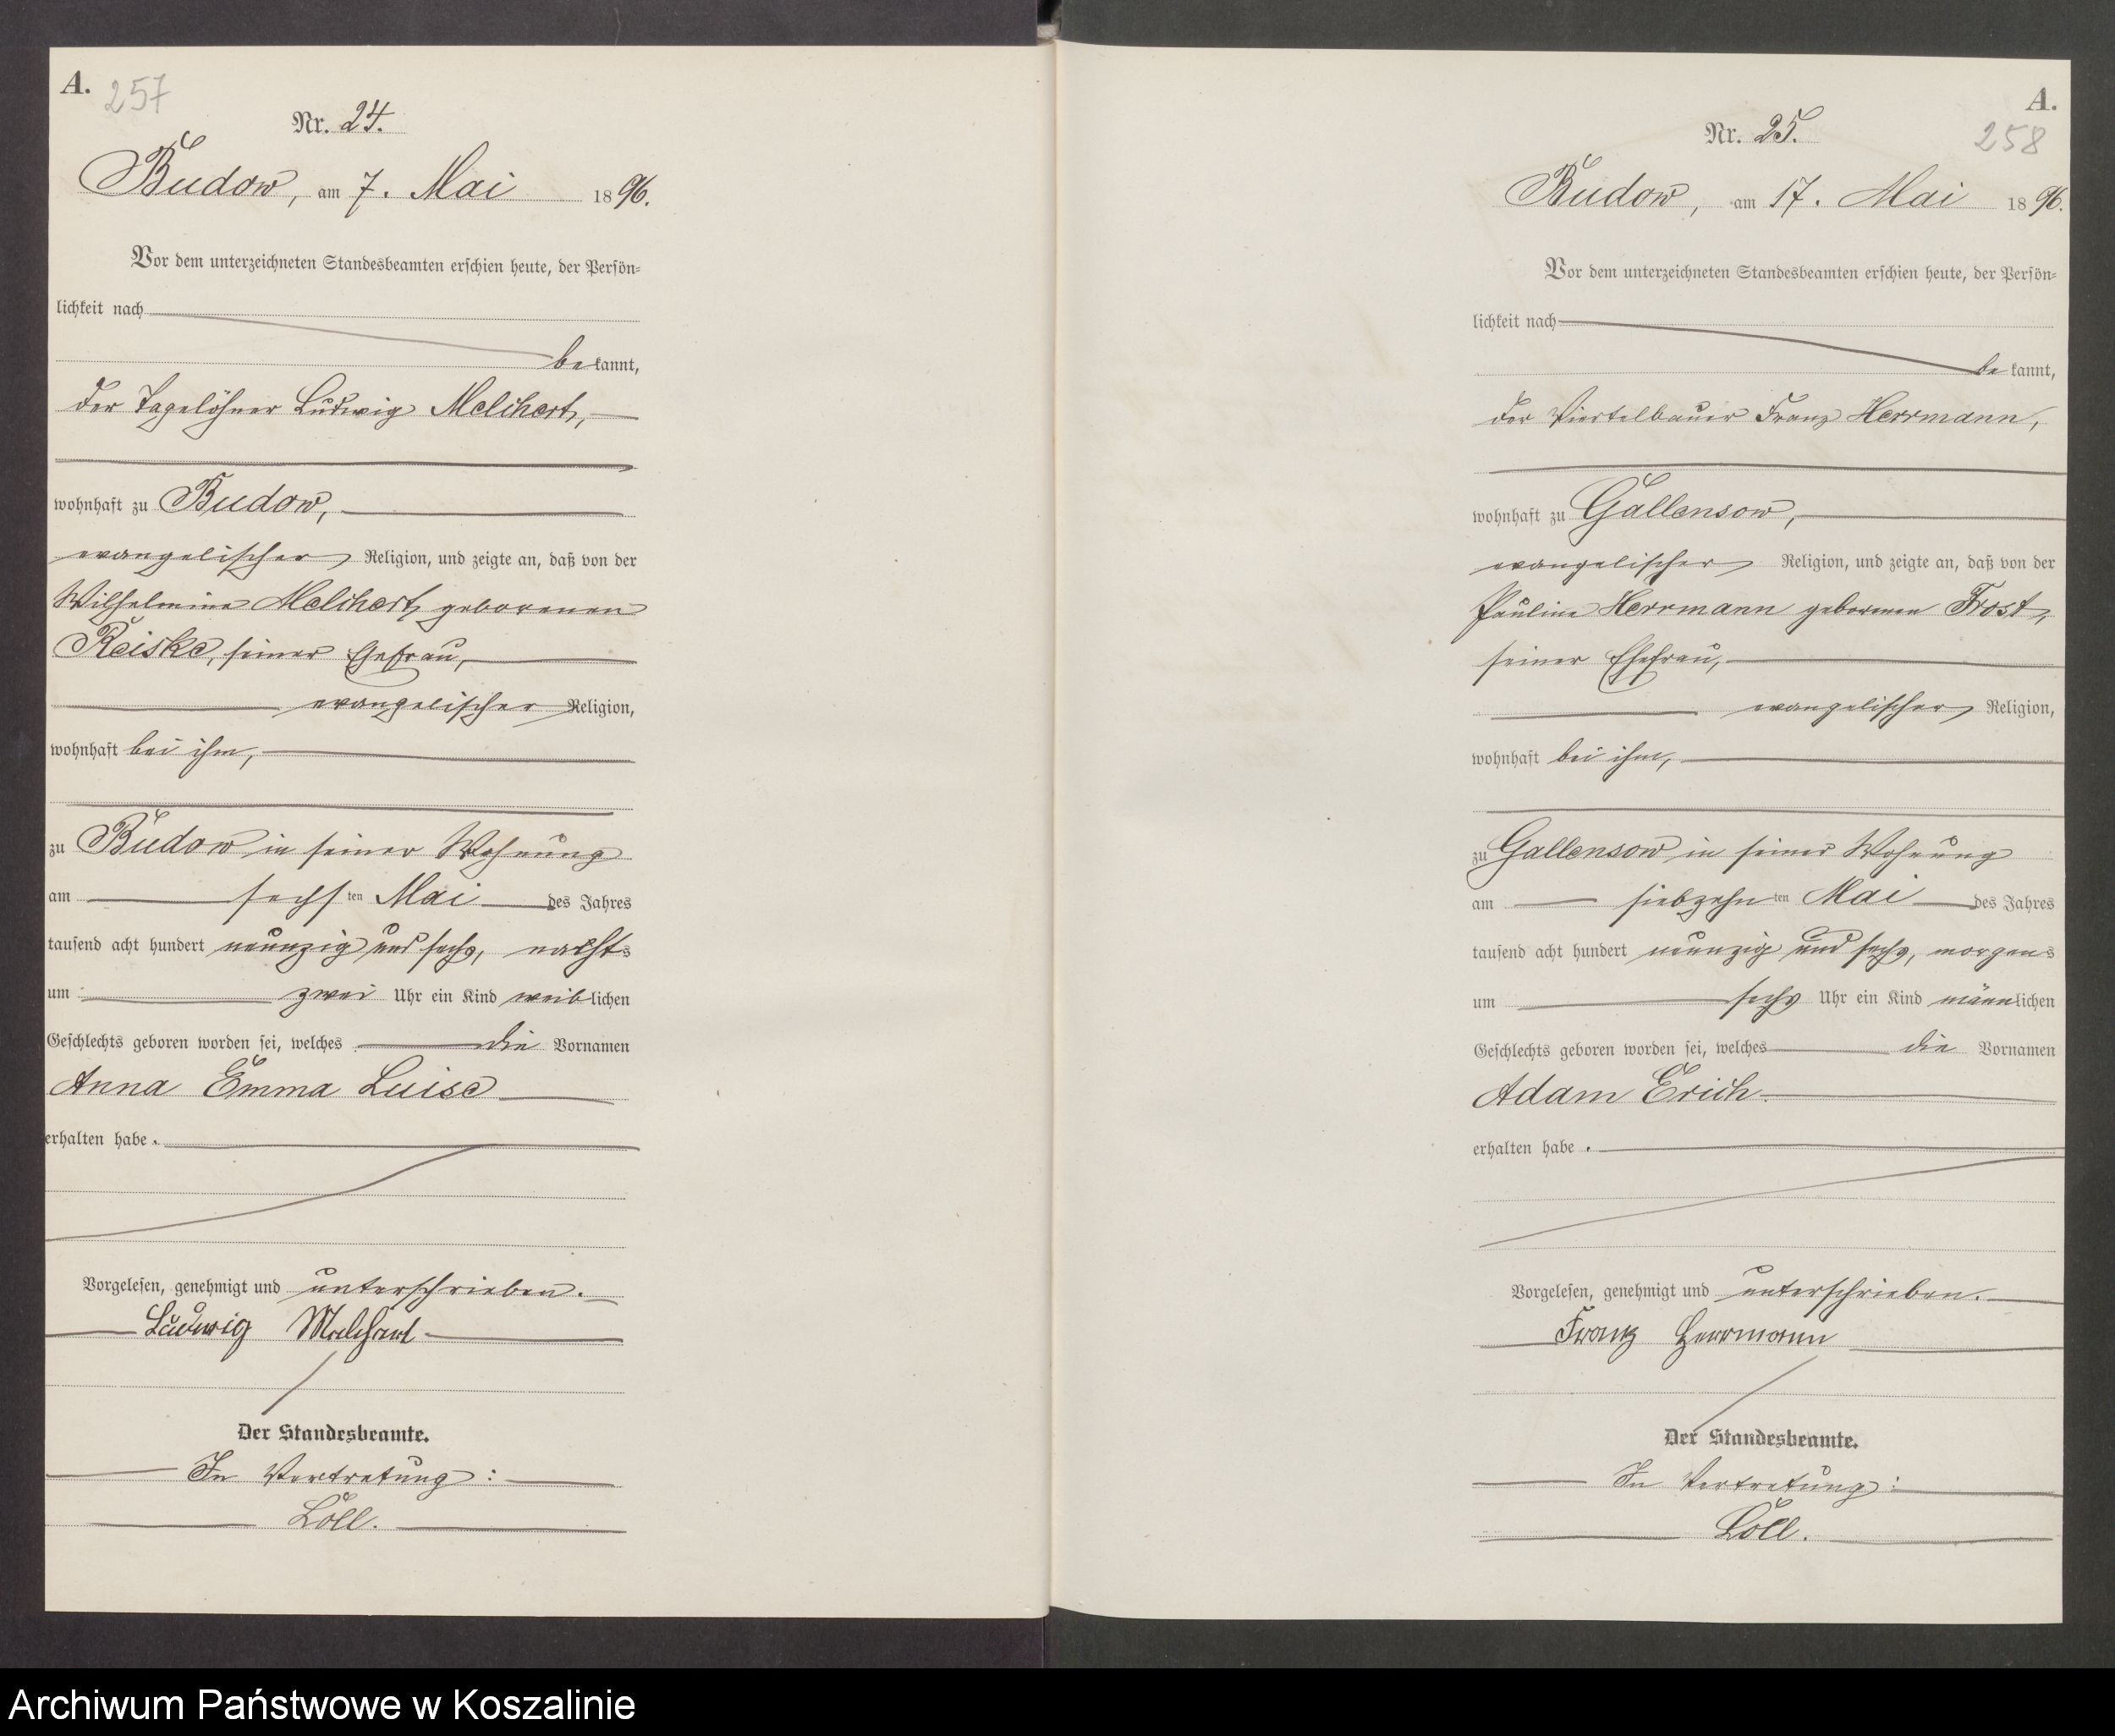 A.
257
Nr. 24.
Budow, am 7. Mai 1896.
Vor dem unterzeichneten Standesbeamten erschien heute, der Persön-
lichkeit nach
bekannt,
der Tagelöhner Ludwig Melchert,
wohnhaft zu Budow,
evangelischer Religion, und zeigte an, daß von der
Wilhelmine Melchert, geborenen
Reiske, seiner Ehefrau,
evangelischer Religion,
wohnhaft bei ihm,
zu Budow in seiner Wohnung
am sechsten Mai des Jahres
tausend acht hundert neunzig und sechs, nachts
um zwei Uhr ein Kind weiblichen
Geschlechts geboren worden sei, welches die Vornamen
Anna Emma Luise
erhalten habe.
Vorgelesen, genehmigt und unterschrieben.
Ludwig Melchert
Der Standesbeamte.
In Vertretung:
Löll.
A.
258
Nr. 25.
Budow, am 17. Mai 1896.
Vor dem unterzeichneten Standesbeamten erschien heute, der Persön-
lichkeit nach
bekannt,
der Viertelbauer Franz Herrmann,
wohnhaft zu Gallensow,
evangelischer Religion, und zeigte an, daß von der
Pauline Herrmann geborenen Frost,
seiner Ehefrau,
evangelischer Religion,
wohnhaft bei ihm,
zu Gallensow in seiner Wohnung
am siebzehnten Mai des Jahres
tausend acht hundert neunzig und sechs, morgens
um sechs Uhr ein Kind männlichen
Geschlechts geboren worden sei, welches die Vornamen
Adam Erich
erhalten habe.
Vorgelesen, genehmigt und unterschrieben.
Franz Herrmann
Der Standesbeamte.
In Vertretung:
Löll.
Archiwum Państwowe w Koszalinie